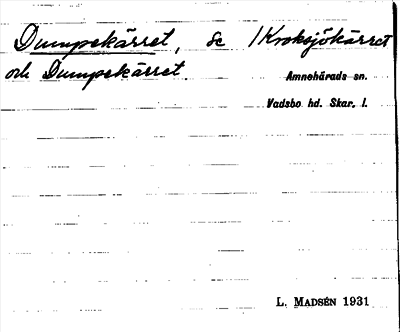 Dumpekärret, se /Kroksjökärret
och Dumpekärret.
Amnehärads sn.
Vadsbo hd. Skar. l.
L. Madsén 1931